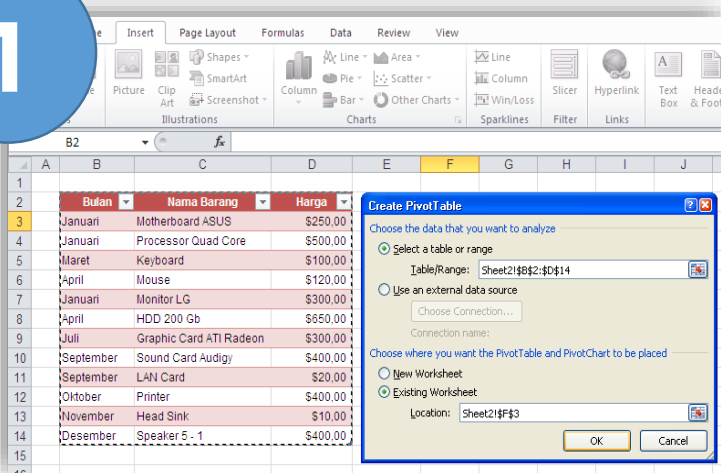 1
Insert Page Layout Formulas Data Review View
Shapes Line Area Line
SmartArt Pie Scatter Column
Picture Clip Art Screenshot Column Bar Other Charts Win/Loss Slicer Hyperlink Text Box & Foot
Illustrations Charts Sparklines Filter Links
B2 fx
A B C D E F G H I J
1
2 Bulan Nama Barang Harga
3 Januari Motherboard ASUS $250,00
4 Januari Processor Quad Core $500,00
5 Maret Keyboard $100,00
6 April Mouse $120,00
7 Januari Monitor LG $300,00
8 April HDD 200 Gb $650,00
9 Juli Graphic Card ATI Radeon $300,00
10 September Sound Card Audigy $400,00
11 September LAN Card $20,00
12 Oktober Printer $400,00
13 November Head Sink $10,00
14 Desember Speaker 5 - 1 $400,00
15
Create PivotTable
Choose the data that you want to analyze
Select a table or range
Table/Range: Sheet2!$B$2:$D$14
Use an external data source
Choose Connection...
Connection name:
Choose where you want the PivotTable and PivotChart to be placed
New Worksheet
Existing Worksheet
Location: Sheet2!$F$3
OK Cancel